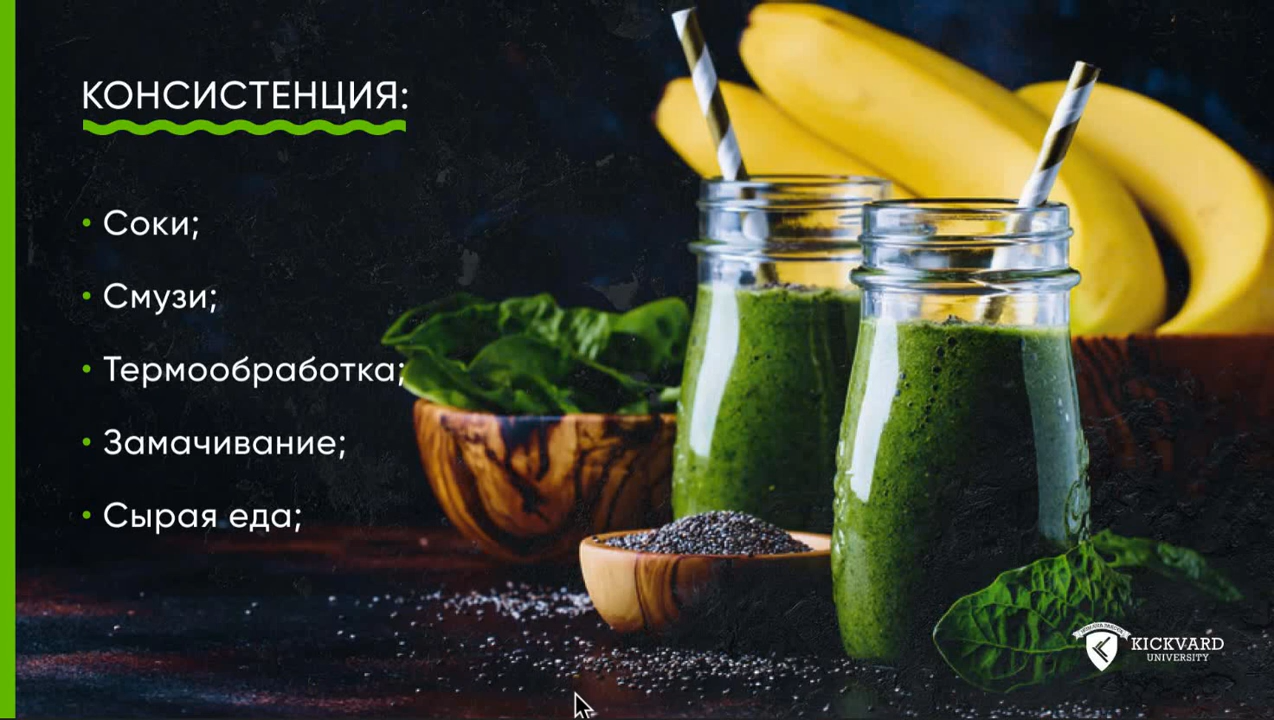 КОНСИСТЕНЦИЯ:
• Соки;
• Смузи;
• Термообработка;
• Замачивание;
• Сырая еда;
KICKVARD
UNIVERSITY